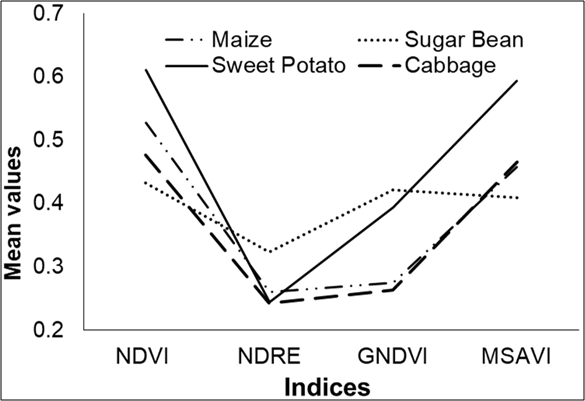 0.7
Maize
Sugar Bean
Sweet Potato
Cabbage
0.6
0.5
0.4
0.3
0.2
Mean values
NDVI NDRE GNDVI MSAVI
Indices